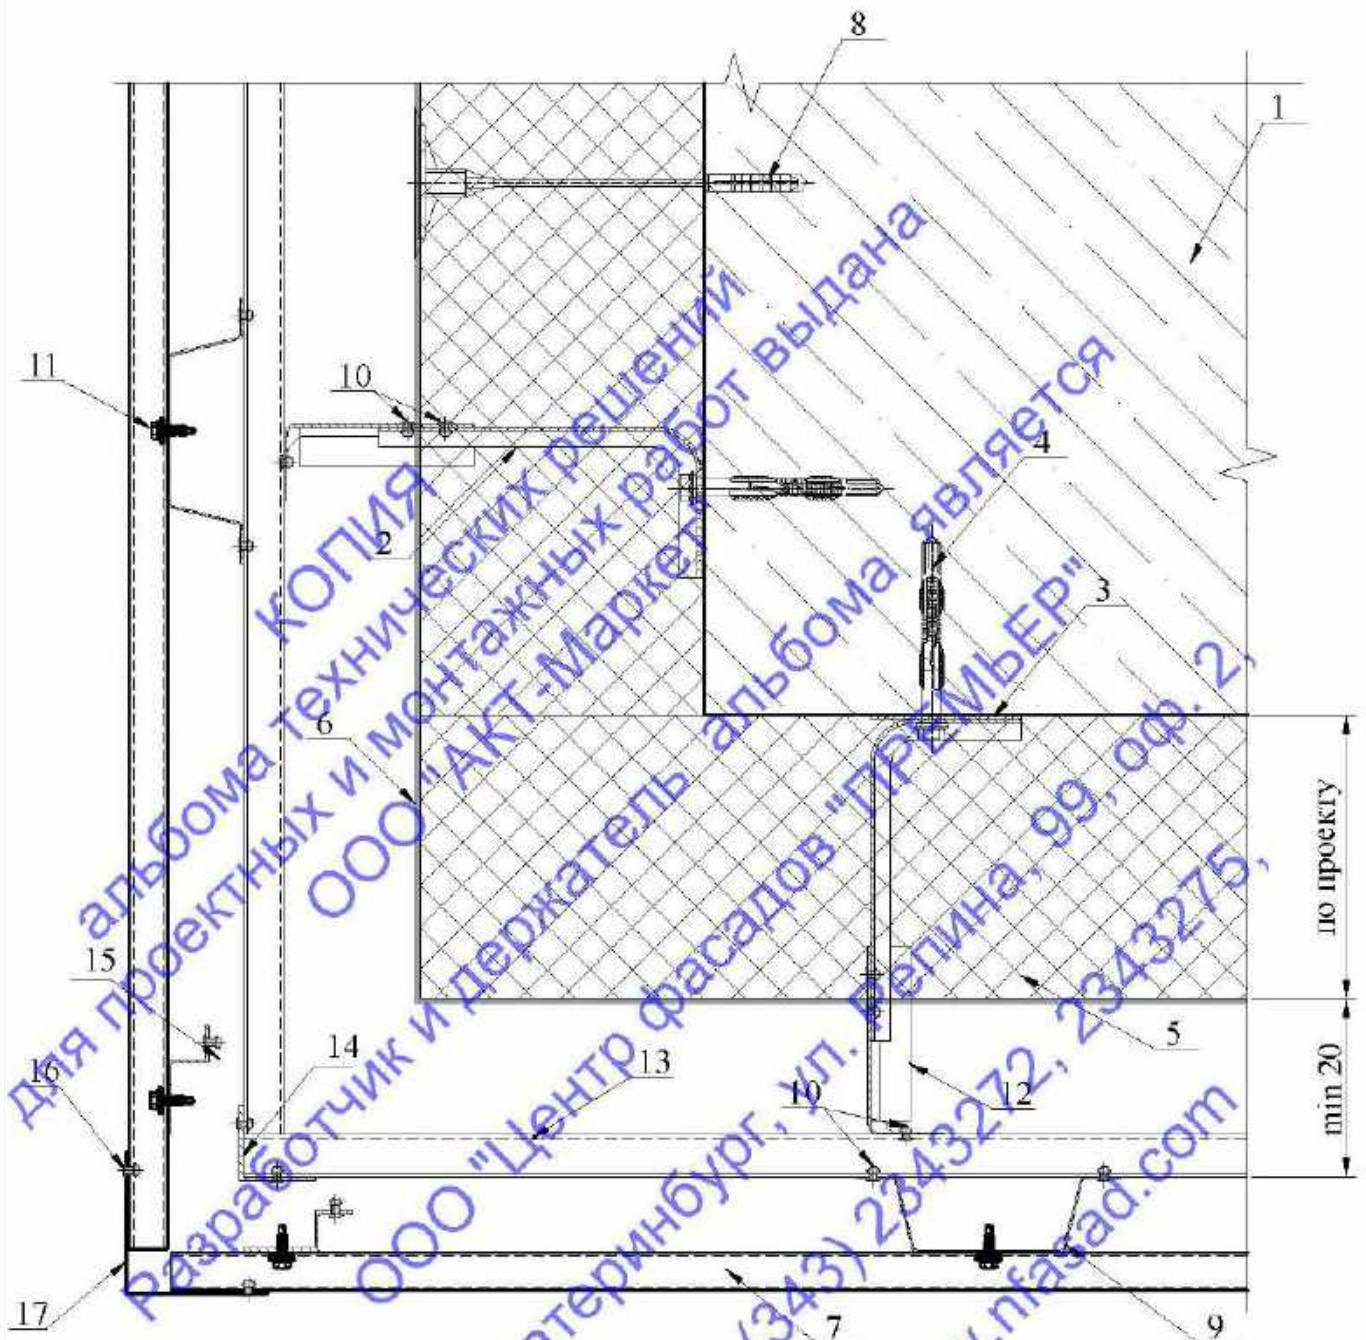 8
1
11
10
4
2
3
6
по проекту
15
5
14
13
16
10
12
min 20
17
7
9
КОПИЯ
альбома технических решений
для проектных и монтажных работ выдана
ООО "АКТ-Маркет"
Разработчик и держатель альбома является
ООО "Центр фасадов "ПРЕМЬЕР"
ул. Репина, 99, оф. 2,
(343) 2343272, 2343275,
nfasad.com